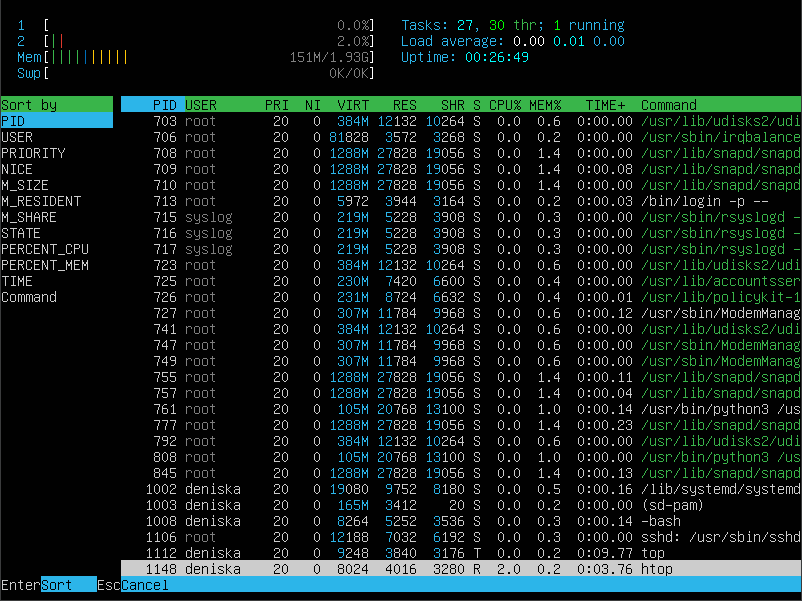 1 [ 0.0%] Tasks: 27, 30 thr; 1 running
2 [|| 2.0%] Load average: 0.00 0.01 0.00
Mem[|||||||||| 151M/1.93G] Uptime: 00:26:49
Swp[ 0K/0K]
Sort by PID USER PRI NI VIRT RES SHR S CPU% MEM% TIME+ Command
PID 703 root 20 0 384M 12132 10264 S 0.0 0.6 0:00.00 /usr/lib/udisks2/udi
USER 706 root 20 0 81828 3572 3268 S 0.0 0.2 0:00.00 /usr/sbin/irqbalance
PRIORITY 708 root 20 0 1288M 27828 19056 S 0.0 1.4 0:00.00 /usr/lib/snapd/snapd
NICE 709 root 20 0 1288M 27828 19056 S 0.0 1.4 0:00.08 /usr/lib/snapd/snapd
M_SIZE 710 root 20 0 1288M 27828 19056 S 0.0 1.4 0:00.00 /usr/lib/snapd/snapd
M_RESIDENT 713 root 20 0 5972 3944 3164 S 0.0 0.2 0:00.03 /bin/login -p --
M_SHARE 715 syslog 20 0 219M 5228 3908 S 0.0 0.3 0:00.03 /usr/sbin/rsyslogd -
STATE 716 syslog 20 0 219M 5228 3908 S 0.0 0.3 0:00.00 /usr/sbin/rsyslogd -
PERCENT_CPU 717 syslog 20 0 219M 5228 3908 S 0.0 0.3 0:00.00 /usr/sbin/rsyslogd -
PERCENT_MEM 723 root 20 0 384M 12132 10264 S 0.0 0.6 0:00.00 /usr/lib/udisks2/udi
TIME 725 root 20 0 230M 7420 6600 S 0.0 0.4 0:00.00 /usr/lib/accountsser
Command 726 root 20 0 231M 8724 6632 S 0.0 0.4 0:00.01 /usr/lib/policykit-1
727 root 20 0 307M 11784 9968 S 0.0 0.6 0:00.12 /usr/sbin/ModemManag
741 root 20 0 384M 12132 10264 S 0.0 0.6 0:00.00 /usr/lib/udisks2/udi
747 root 20 0 307M 11784 9968 S 0.0 0.6 0:00.00 /usr/sbin/ModemManag
749 root 20 0 307M 11784 9968 S 0.0 0.6 0:00.00 /usr/sbin/ModemManag
755 root 20 0 1288M 27828 19056 S 0.0 1.4 0:00.11 /usr/lib/snapd/snapd
757 root 20 0 1288M 27828 19056 S 0.0 1.4 0:00.04 /usr/lib/snapd/snapd
761 root 20 0 105M 20768 13100 S 0.0 1.0 0:00.14 /usr/bin/python3 /us
777 root 20 0 1288M 27828 19056 S 0.0 1.4 0:00.23 /usr/lib/snapd/snapd
792 root 20 0 384M 12132 10264 S 0.0 0.6 0:00.00 /usr/lib/udisks2/udi
808 root 20 0 105M 20768 13100 S 0.0 1.0 0:00.00 /usr/bin/python3 /us
845 root 20 0 1288M 27828 19056 S 0.0 1.4 0:00.13 /usr/lib/snapd/snapd
1002 deniska 20 0 19080 9752 8180 S 0.0 0.5 0:00.16 /lib/systemd/systemd
1003 deniska 20 0 165M 3412 20 S 0.0 0.2 0:00.00 (sd-pam)
1008 deniska 20 0 8264 5252 3536 S 0.0 0.3 0:00.14 -bash
1106 root 20 0 12188 7032 6192 S 0.0 0.3 0:00.00 sshd: /usr/sbin/sshd
1112 deniska 20 0 9248 3840 3176 T 0.0 0.2 0:09.77 top
1148 deniska 20 0 8024 4016 3280 R 2.0 0.2 0:03.76 htop
EnterSort EscCancel